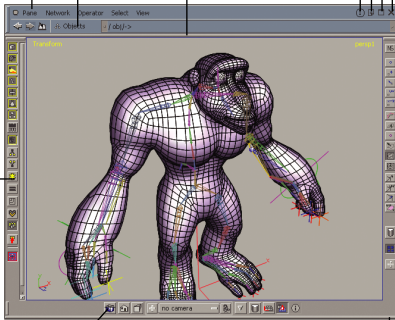 Pane Network Operator Select View
Objects / obj/->
Transform persp1
no camera